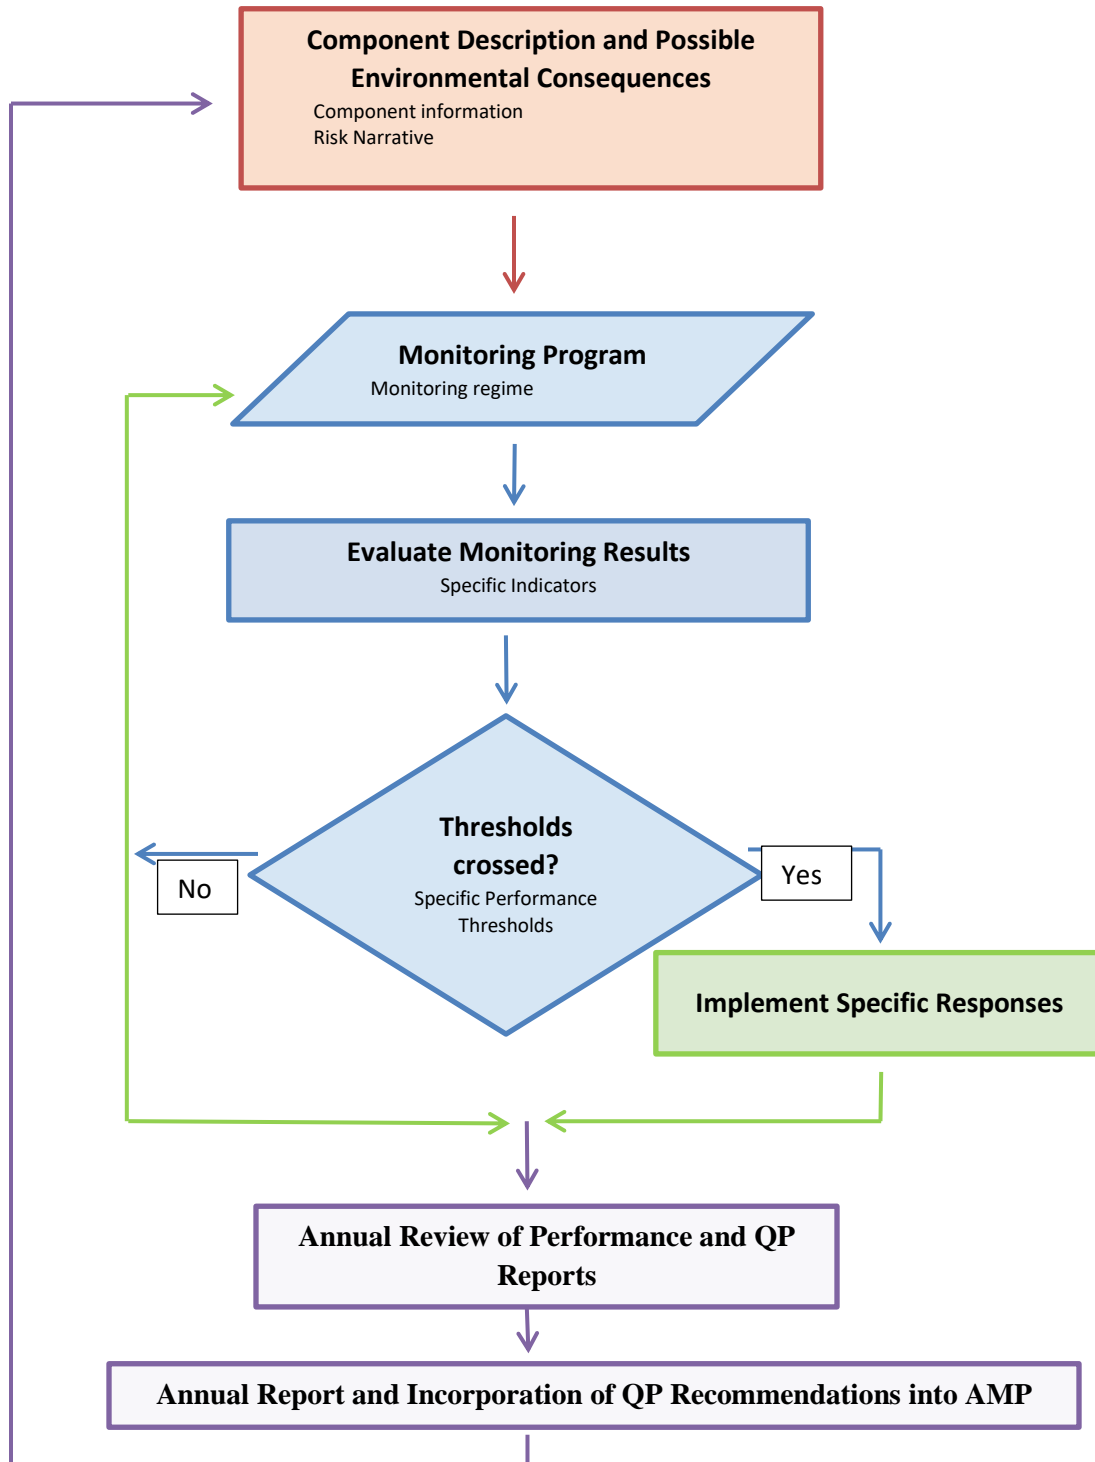 Component Description and Possible
Environmental Consequences
Component information
Risk Narrative
Monitoring Program
Monitoring regime
Evaluate Monitoring Results
Specific Indicators
Thresholds
crossed?
Specific Performance
Thresholds
No
Yes
Implement Specific Responses
Annual Review of Performance and QP
Reports
Annual Report and Incorporation of QP Recommendations into AMP